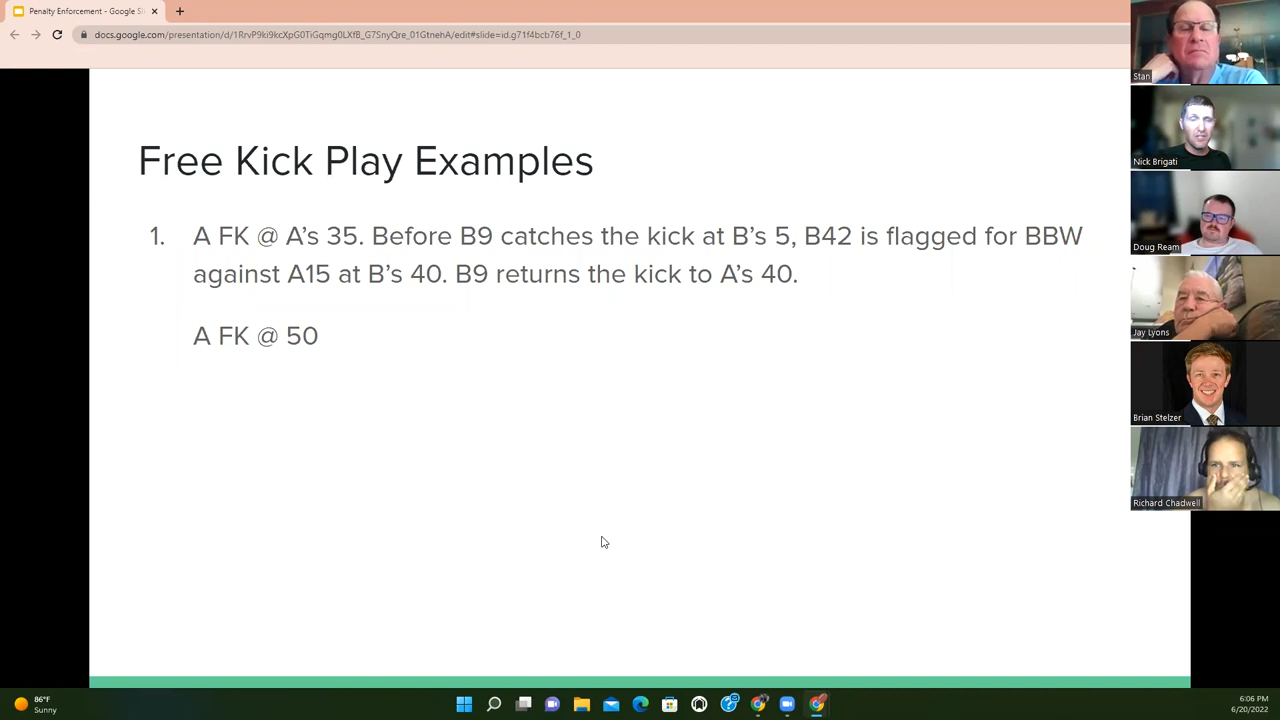 Penalty Enforcement - Google Sli
docs.google.com/presentation/d/1RrvP9ki9kcXpG0TiGqmg0LXfB_G7SnyQre_01GtnehA/edit#slide=id.g71f4bcb76f_1_0
Free Kick Play Examples
1. A FK @ A's 35. Before B9 catches the kick at B's 5, B42 is flagged for BBW
against A15 at B's 40. B9 returns the kick to A's 40.
A FK @ 50
Stan
Nick Brigati
Doug Ream
Jay Lyons
Brian Stelzer
Richard Chadwell
86°F
Sunny
6:06 PM
6/20/2022